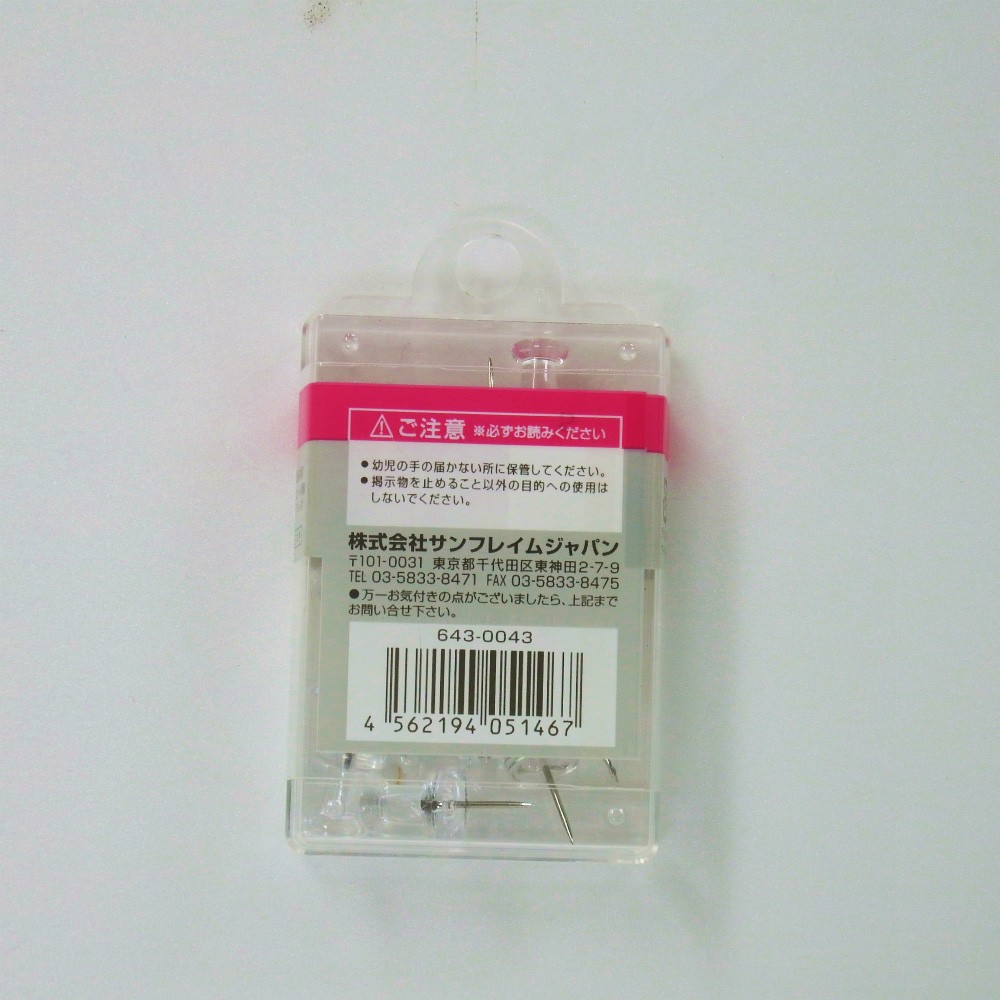 ご注意 ※必ずお読みください
●幼児の手の届かない所に保管してください。
●掲示物を止めること以外の目的への使用は
しないでください。
株式会社サンフレイムジャパン
〒101-0031 東京都千代田区東神田2-7-9
TEL 03-5833-8471 FAX 03-5833-8475
●万一お気付きの点がございましたら、上記まで
お問い合せ下さい。
643-0043
4 562194 051467